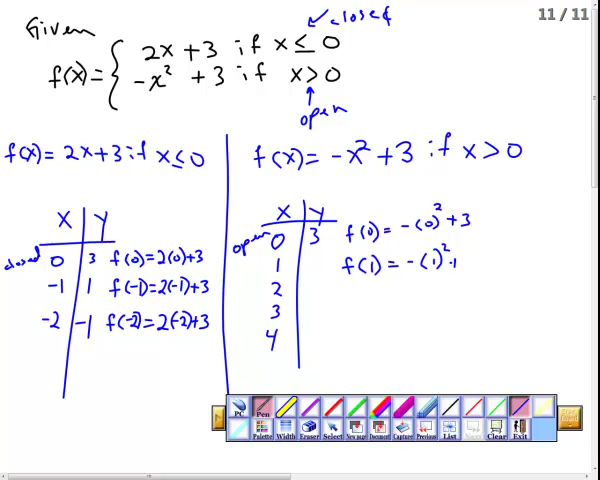 11 / 11
closed
Given
f(x) = { 2x + 3 if x ≤ 0
-x² + 3 if x > 0
open
f(x) = 2x+3 if x ≤ 0
f(x) = -x² + 3 if x > 0
x y
closed 0 3 f(0)=2(0)+3
-1 1 f(-1)=2(-1)+3
-2 -1 f(-2)=2(-2)+3
x y
open 0 3 f(0) = -(0)² + 3
1 f(1) = -(1)²
2
3
4
PC Pen
Palette Width Eraser Select New page Document Capture Previous List Next Clear Exit